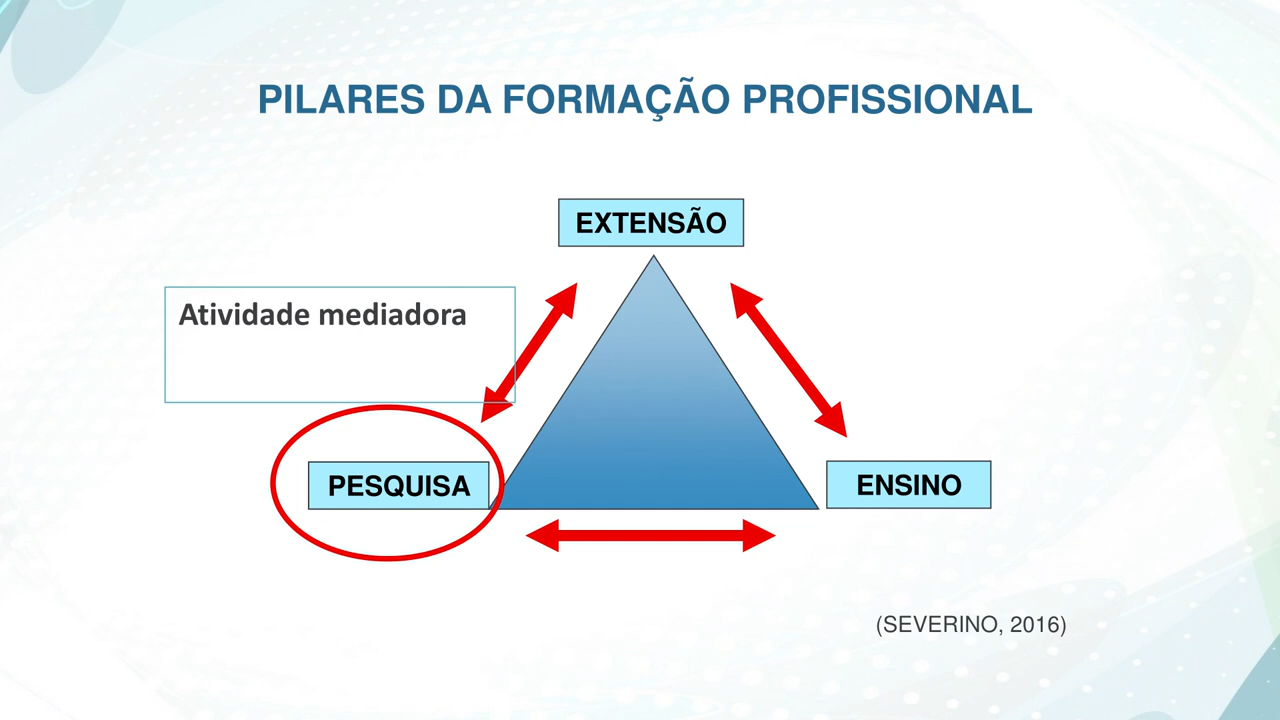 PILARES DA FORMAÇÃO PROFISSIONAL
EXTENSÃO
Atividade mediadora
PESQUISA
ENSINO
(SEVERINO, 2016)